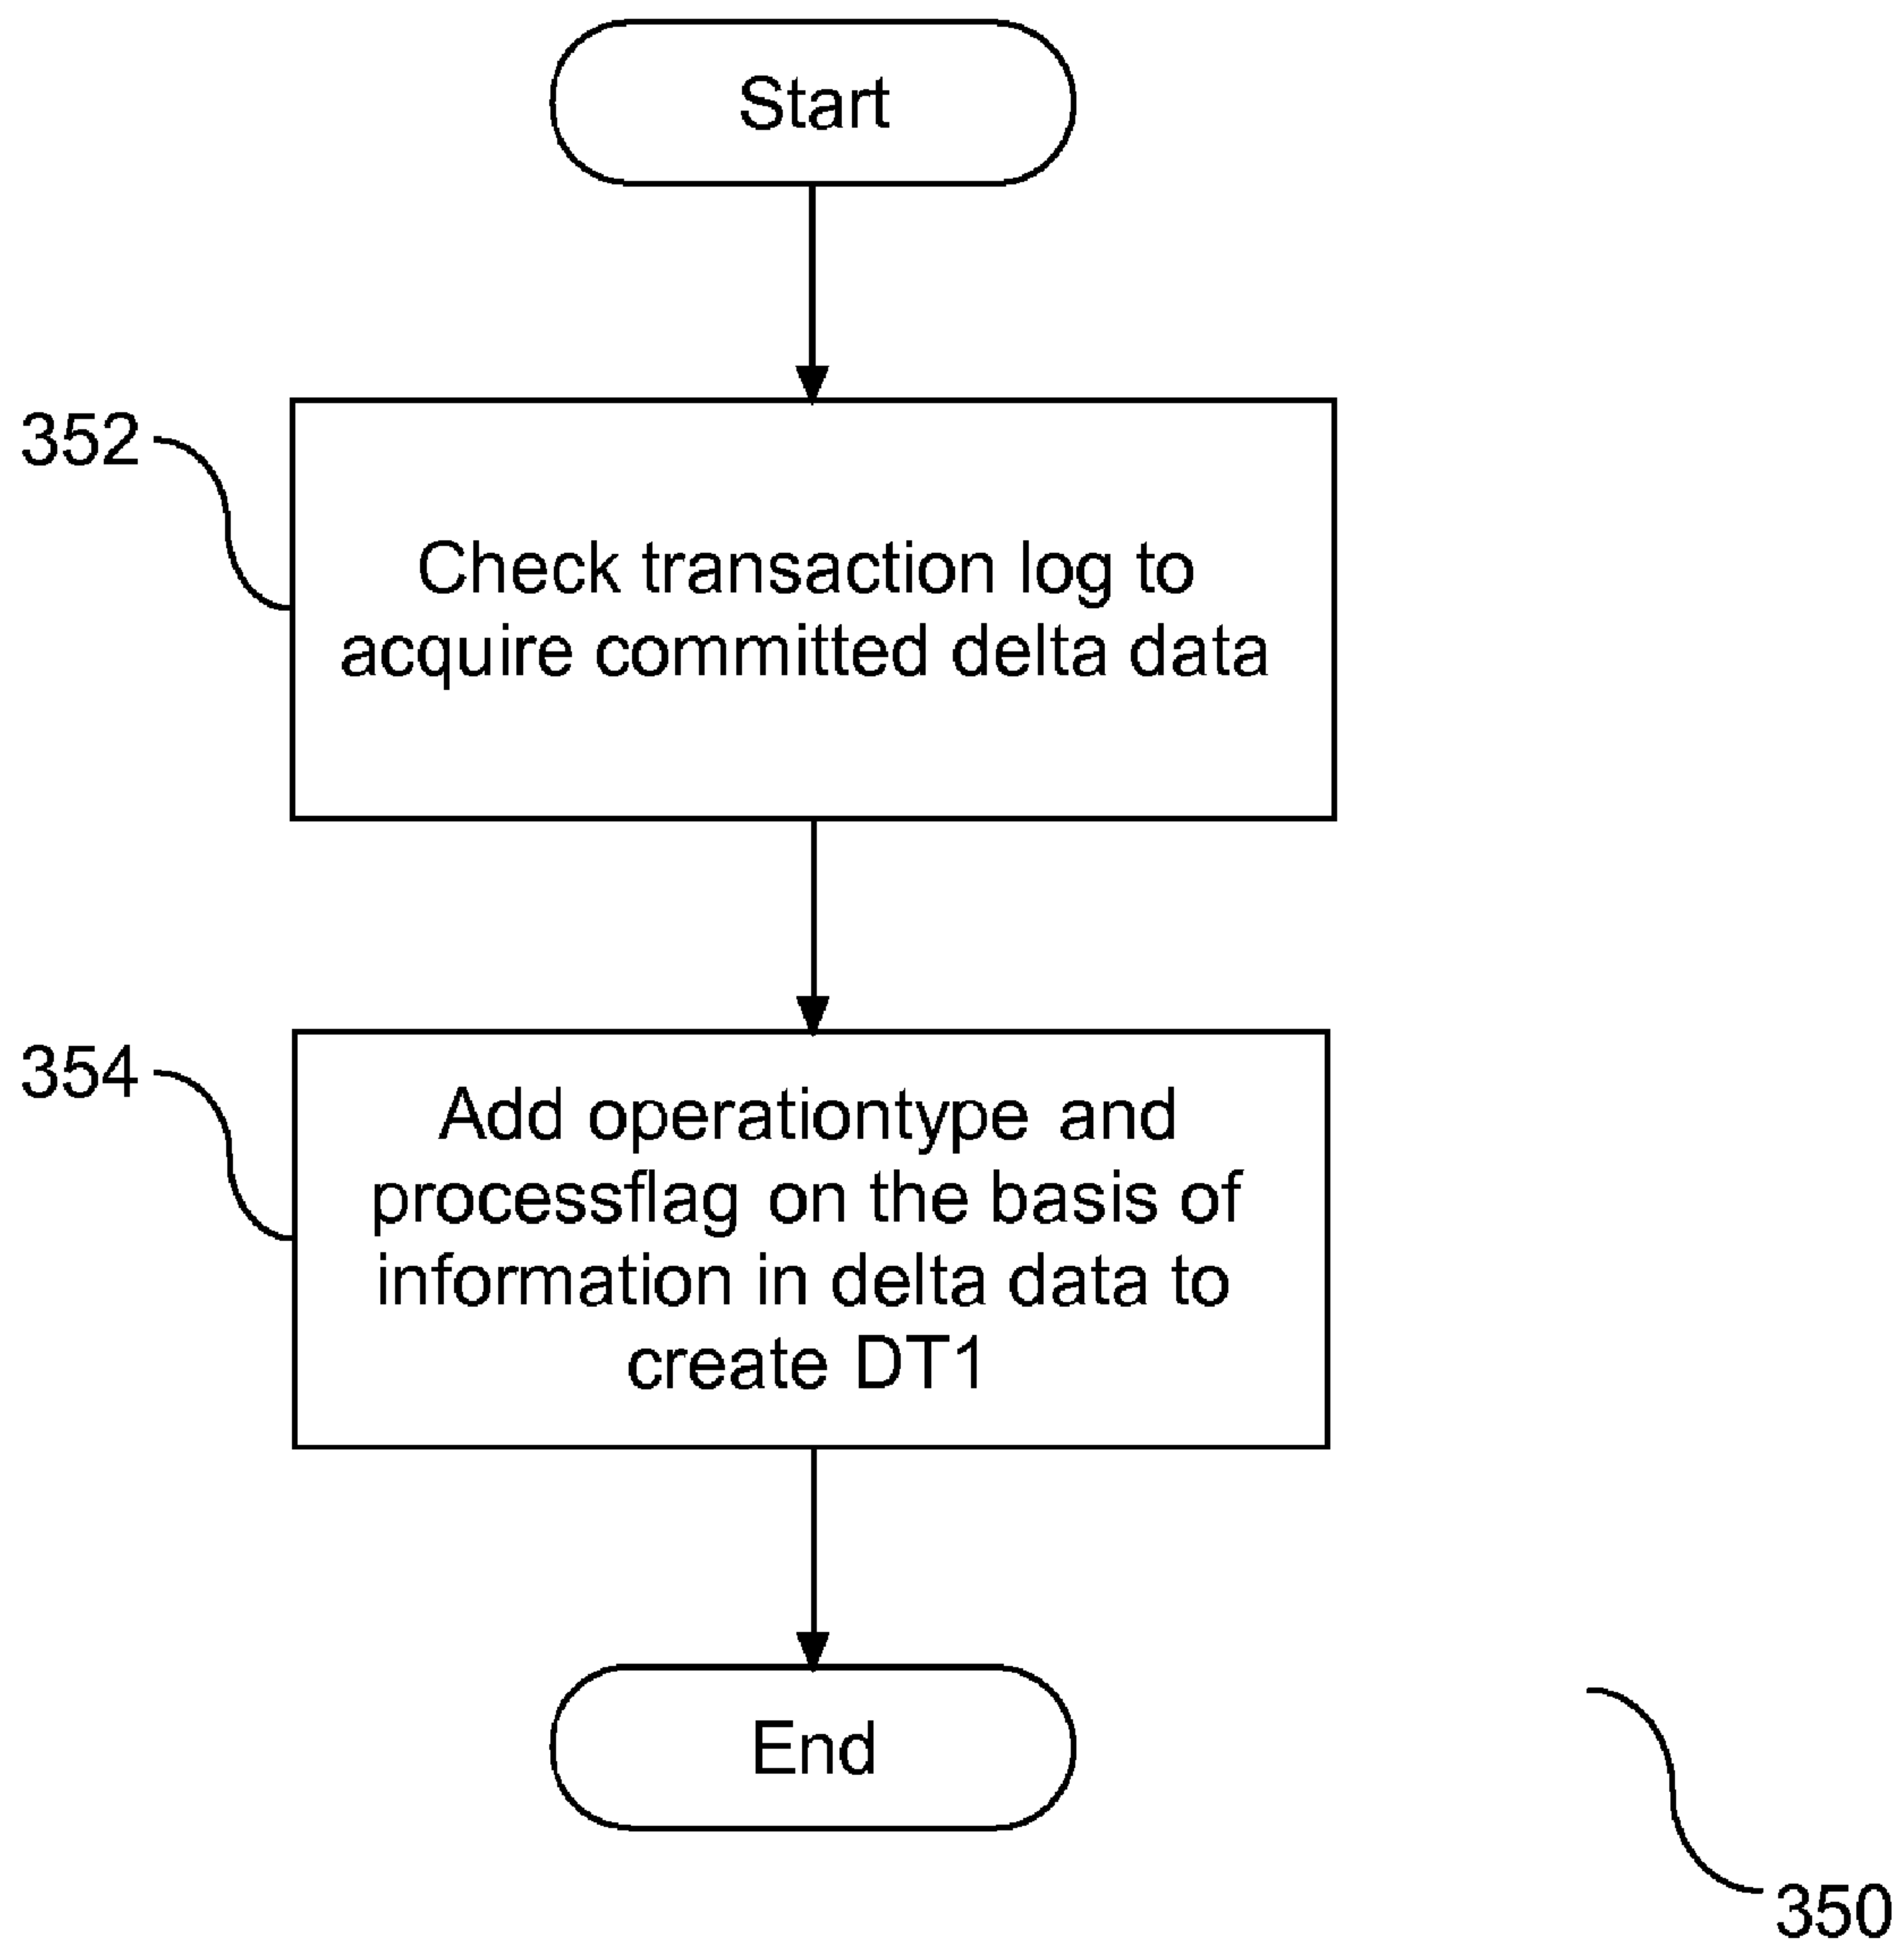 Start
352
Check transaction log to
acquire committed delta data
354
Add operationtype and
processflag on the basis of
information in delta data to
create DT1
End
350